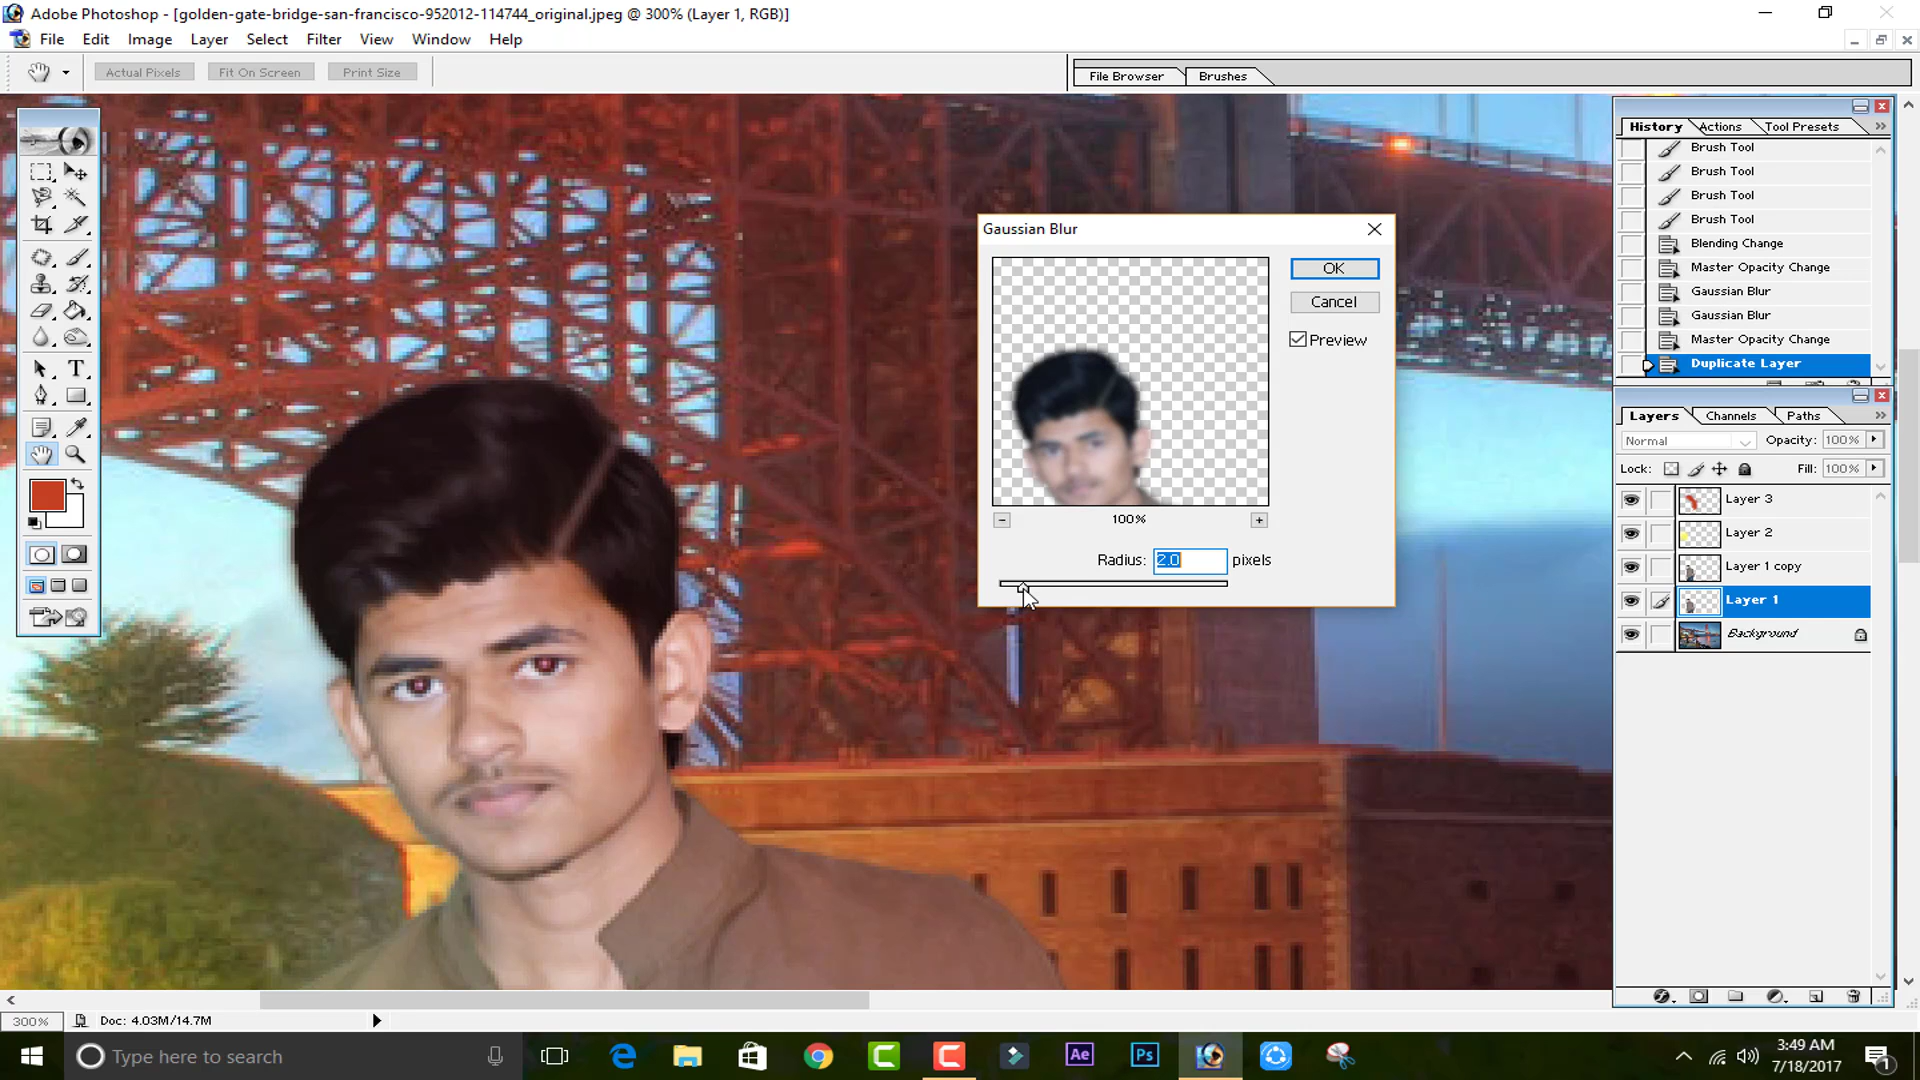 Adobe Photoshop - [golden-gate-bridge-san-francisco-952012-114744_original.jpeg @ 300% (Layer 1, RGB)]
File Edit Image Layer Select Filter View Window Help
Actual Pixels Fit On Screen Print Size
File Browser Brushes
History Actions Tool Presets
Brush Tool
Brush Tool
Brush Tool
Brush Tool
Blending Change
Master Opacity Change
Gaussian Blur
Gaussian Blur
Master Opacity Change
Duplicate Layer
Gaussian Blur
OK
Cancel
Preview
100%
Radius: 2.0 pixels
Layers Channels Paths
Normal Opacity: 100%
Lock: Fill: 100%
Layer 3
Layer 2
Layer 1 copy
Layer 1
Background
300% Doc: 4.03M/14.7M
Type here to search
Ae
Ps
3:49 AM
7/18/2017
1